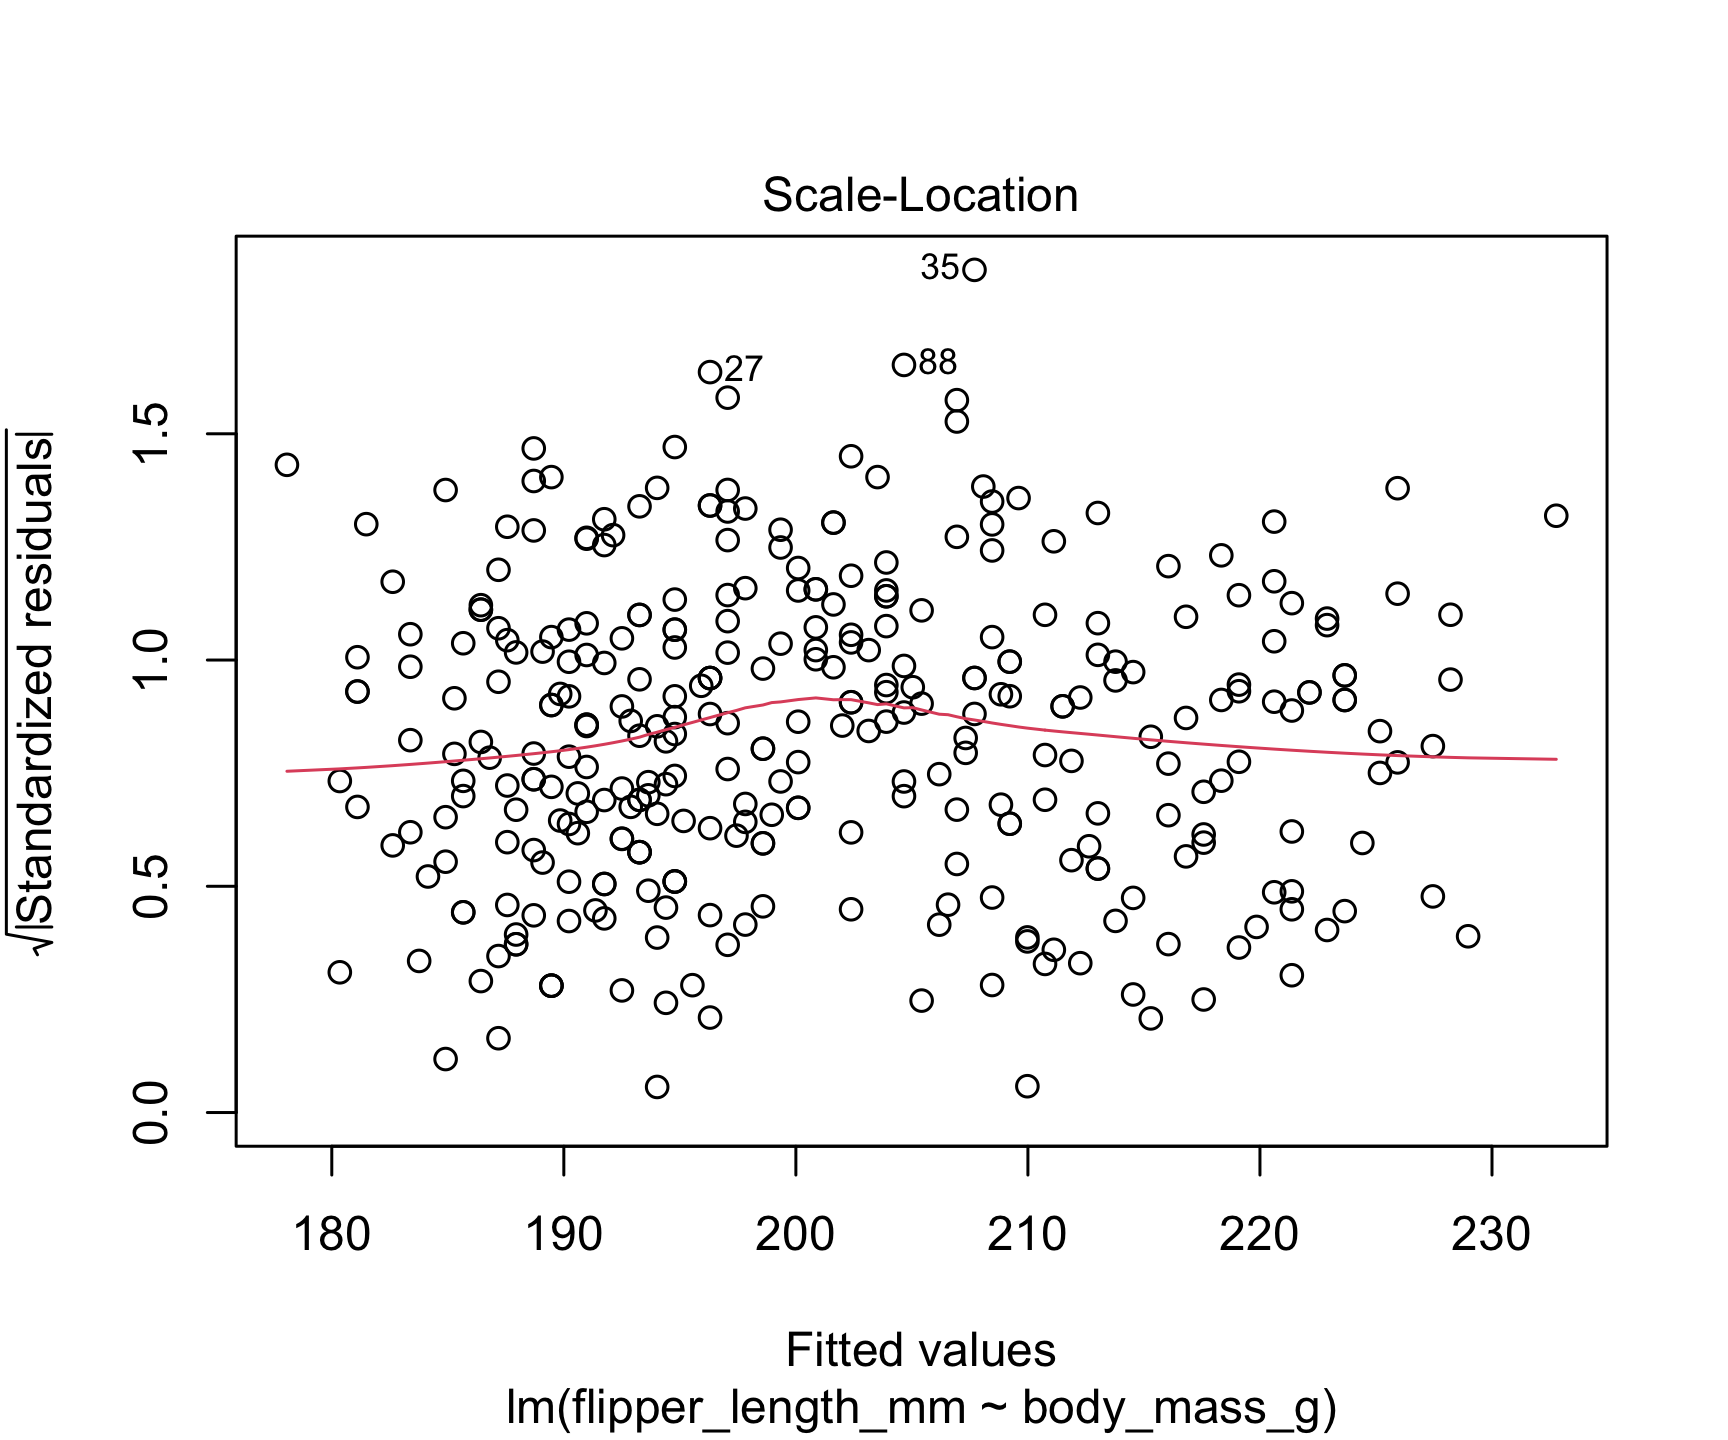 Scale-Location
35
27
88
√|Standardized residuals|
0.0 0.5 1.0 1.5
180 190 200 210 220 230
Fitted values
lm(flipper_length_mm ~ body_mass_g)